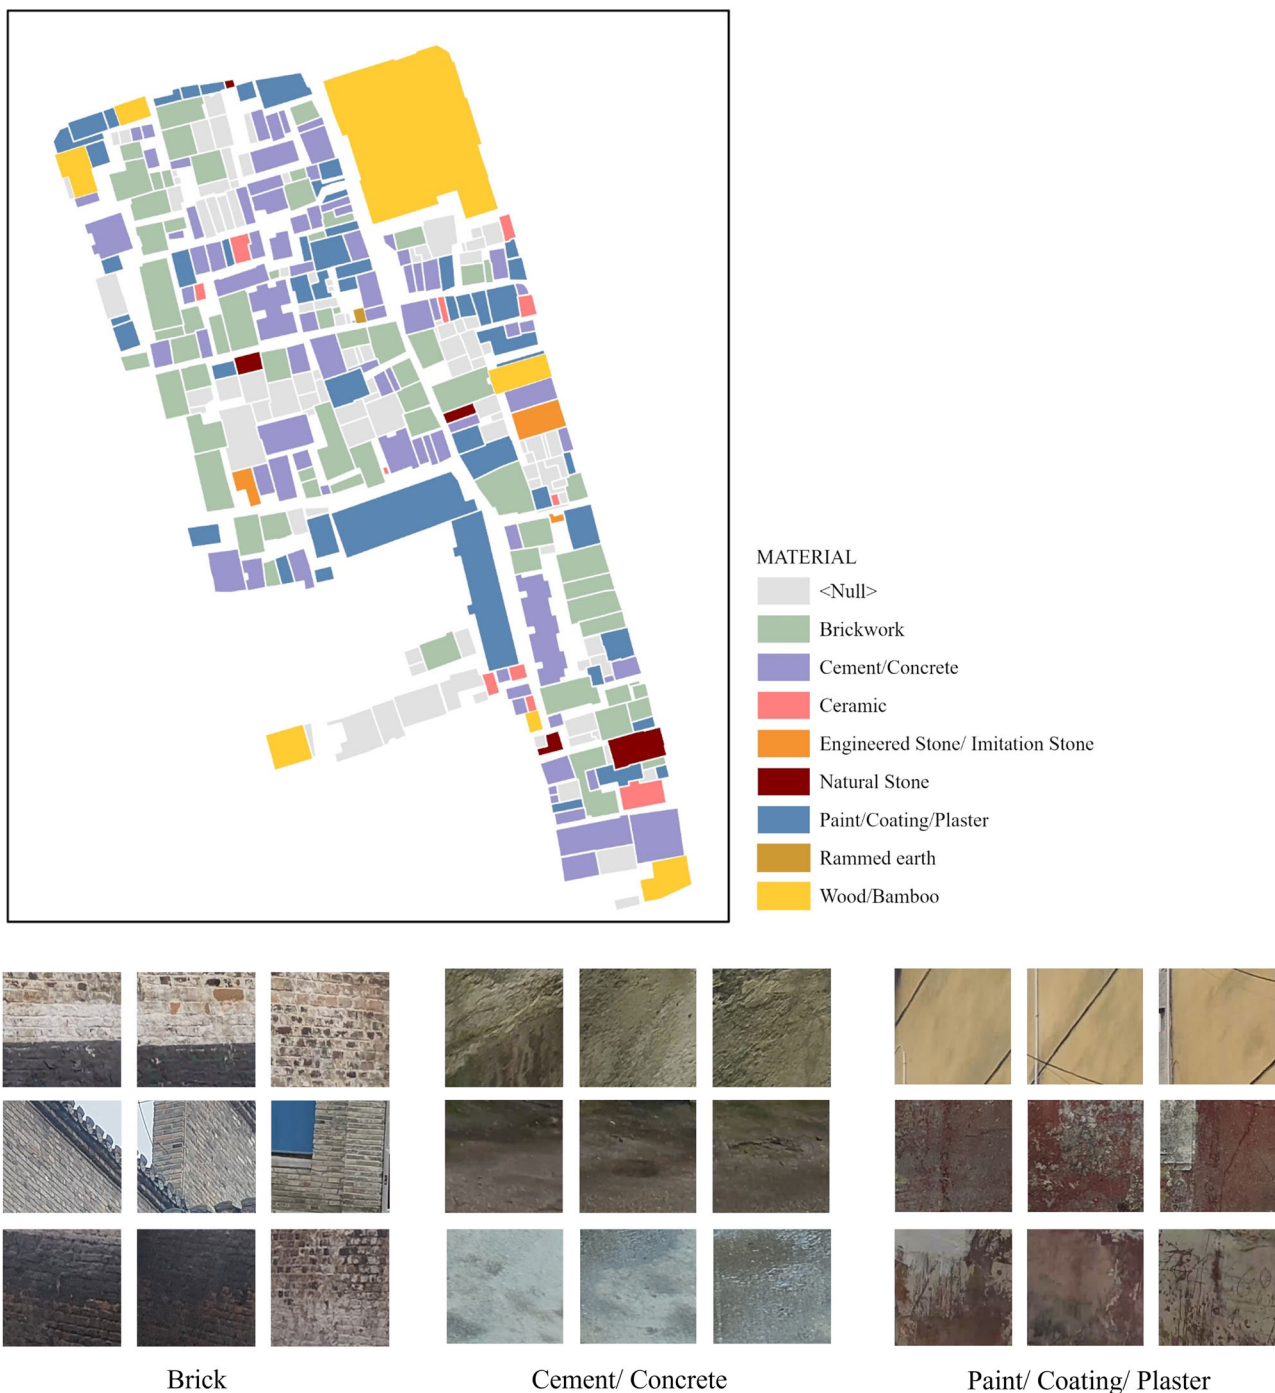 MATERIAL
<Null>
Brickwork
Cement/Concrete
Ceramic
Engineered Stone/ Imitation Stone
Natural Stone
Paint/Coating/Plaster
Rammed earth
Wood/Bamboo
Brick
Cement/ Concrete
Paint/ Coating/ Plaster